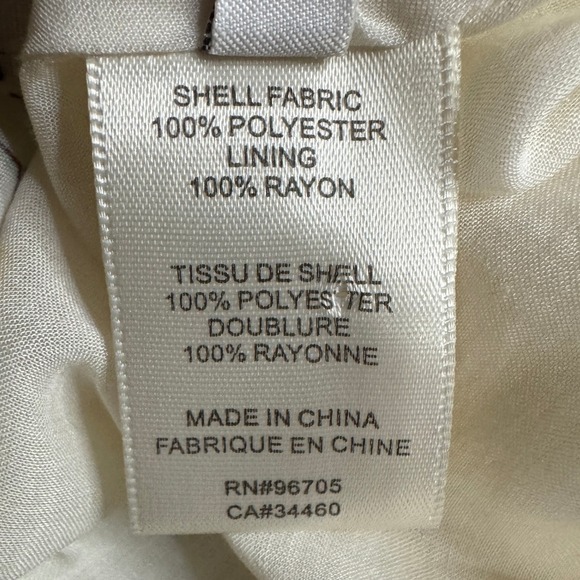 SHELL FABRIC
100% POLYESTER
LINING
100% RAYON
TISSU DE SHELL
100% POLYESTER
DOUBLURE
100% RAYONNE
MADE IN CHINA
FABRIQUE EN CHINE
RN#96705
CA#34460